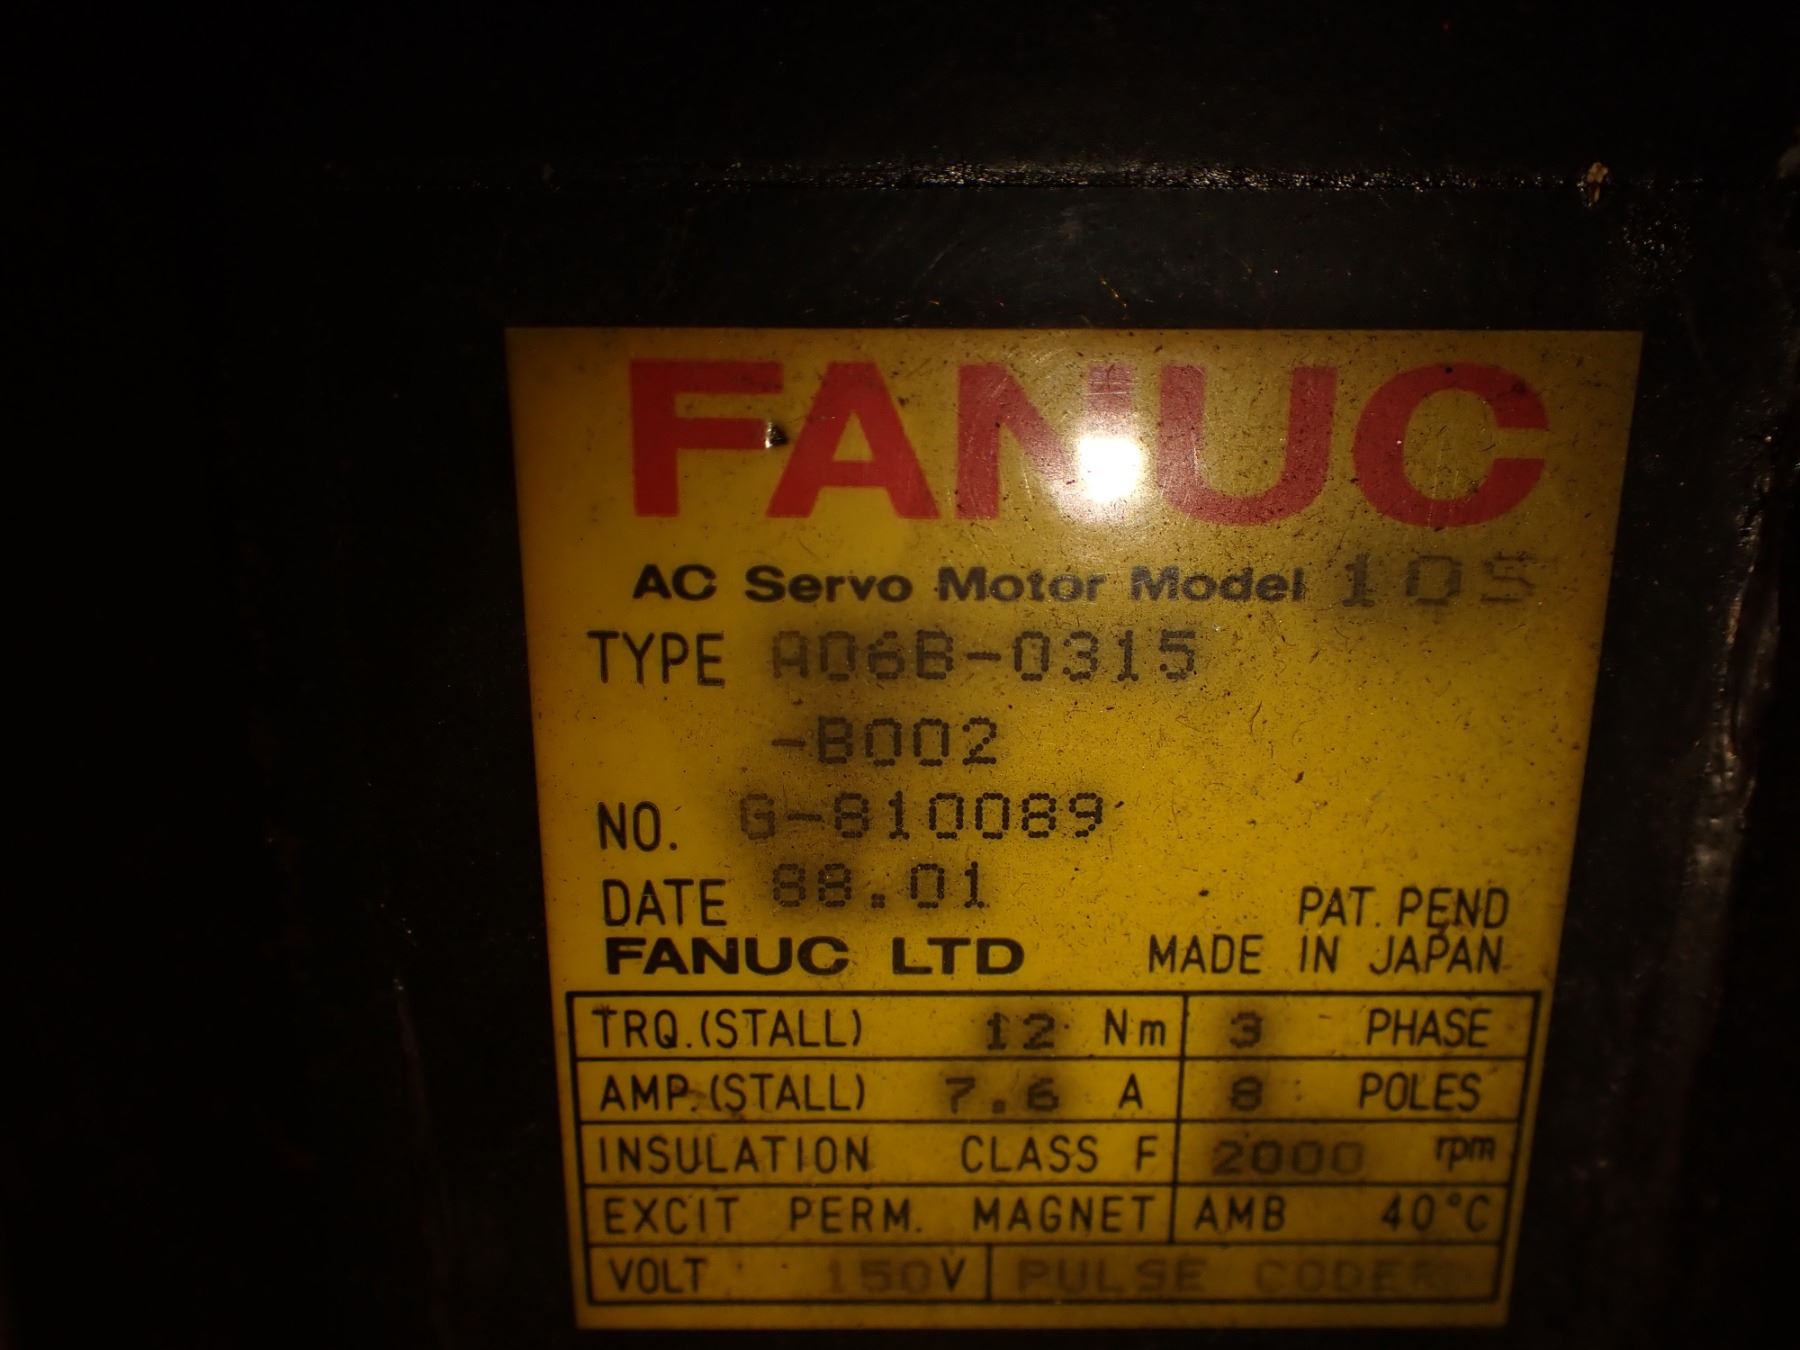 FANUC
AC Servo Motor Model 10S
TYPE A06B-0315
-B002
NO. G-810089
DATE 88.01
PAT. PEND
FANUC LTD MADE IN JAPAN
TRQ.(STALL) 12 Nm 3 PHASE
AMP.(STALL) 7.6 A 8 POLES
INSULATION CLASS F 2000 rpm
EXCIT PERM. MAGNET AMB 40°C
VOLT 150V PULSE CODER